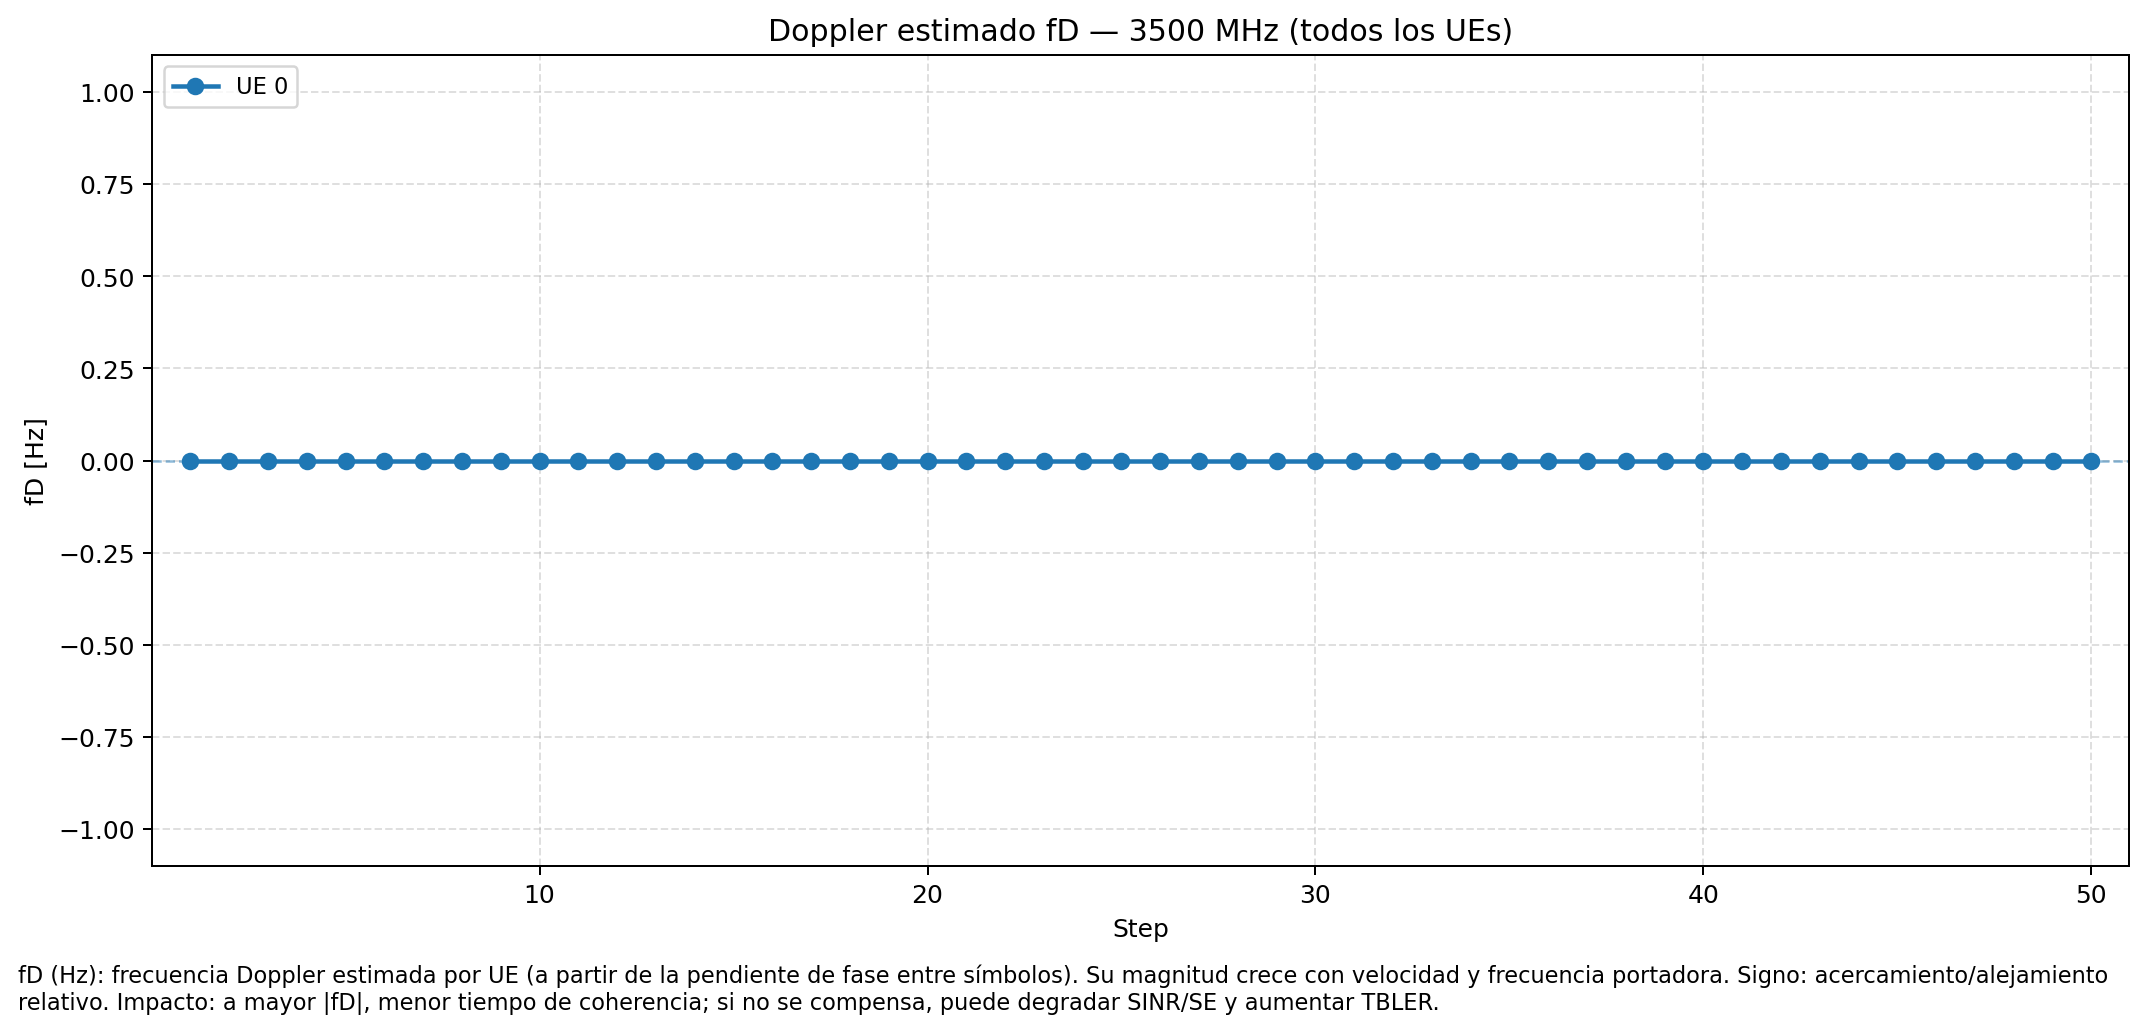 Doppler estimado fD — 3500 MHz (todos los UEs)
UE 0
fD [Hz]
1.00
0.75
0.50
0.25
0.00
−0.25
−0.50
−0.75
−1.00
10
20
30
40
50
Step
fD (Hz): frecuencia Doppler estimada por UE (a partir de la pendiente de fase entre símbolos). Su magnitud crece con velocidad y frecuencia portadora. Signo: acercamiento/alejamiento
relativo. Impacto: a mayor |fD|, menor tiempo de coherencia; si no se compensa, puede degradar SINR/SE y aumentar TBLER.